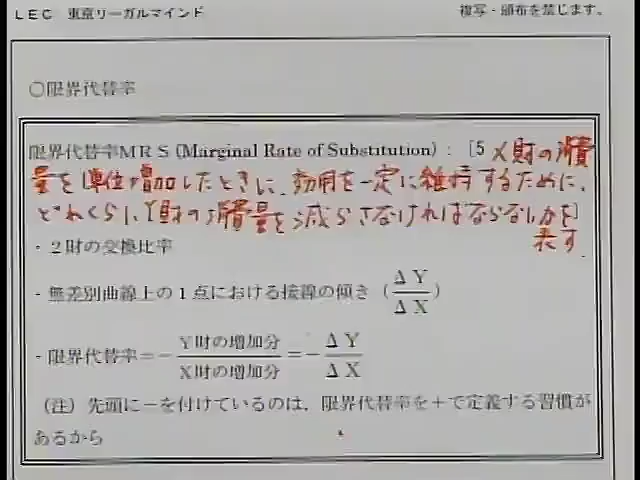 LEC 東京リーガルマインド
複写・頒布を禁じます。
○限界代替率
限界代替率MRS(Marginal Rate of Substitution)：［5 X財の消費
量を1単位増加したときに、効用を一定に維持するために、
どれくらいY財の消費量を減らさなければならないかを］
表す
・2財の交換比率
・無差別曲線上の1点における接線の傾き（ΔY/ΔX）
・限界代替率＝－Y財の増加分/X財の増加分＝－ΔY/ΔX
（注）先頭に－を付けているのは，限界代替率を＋で定義する習慣が
あるから